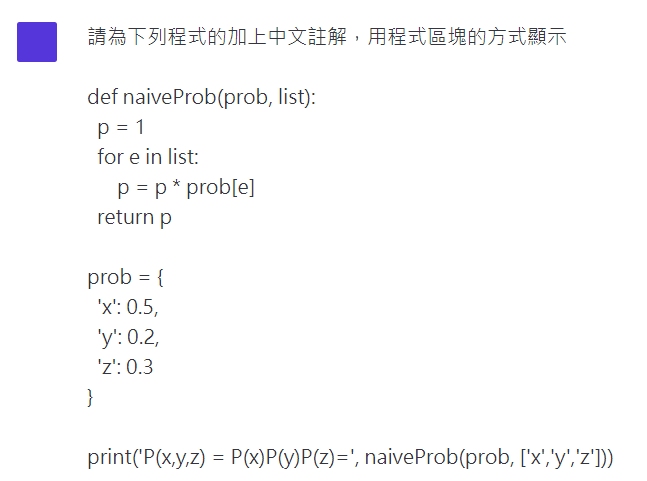 請為下列程式的加上中文註解，用程式區塊的方式顯示
def naiveProb(prob, list):
  p = 1
  for e in list:
     p = p * prob[e]
  return p
prob = {
  'x': 0.5,
  'y': 0.2,
  'z': 0.3
}
print('P(x,y,z) = P(x)P(y)P(z)=', naiveProb(prob, ['x','y','z']))